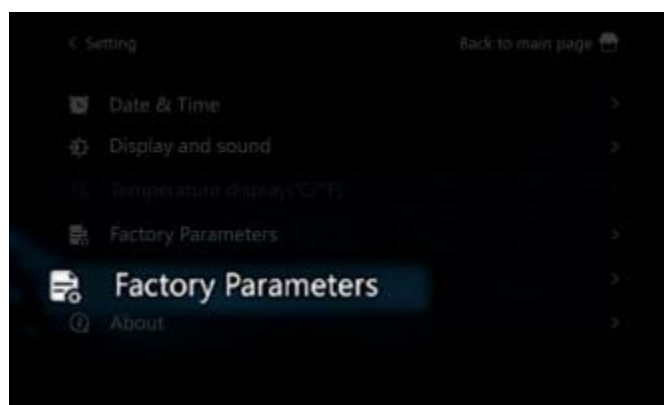 < Setting
Back to main page
Date & Time >
Display and sound >
Temperature display(°C/°F)
Factory Parameters >
Factory Parameters >
About >